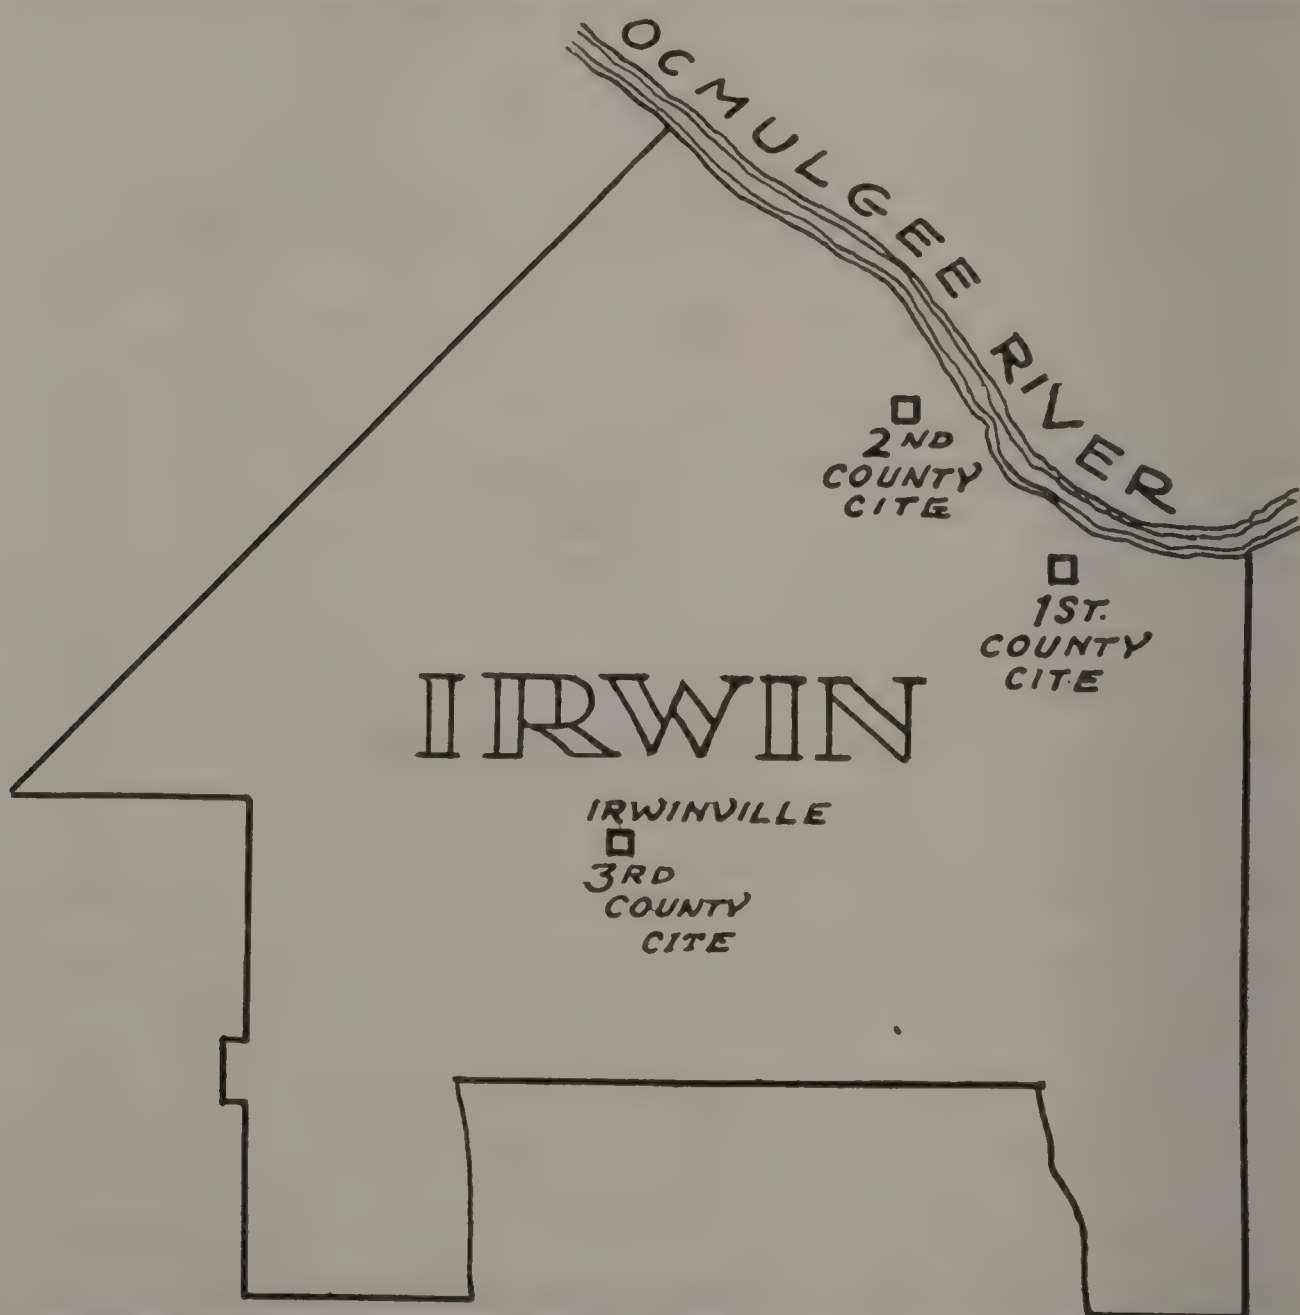 OCMULGEE RIVER
2ND
COUNTY
CITE
1ST.
COUNTY
CITE
IRWIN
IRWINVILLE
3RD
COUNTY
CITE